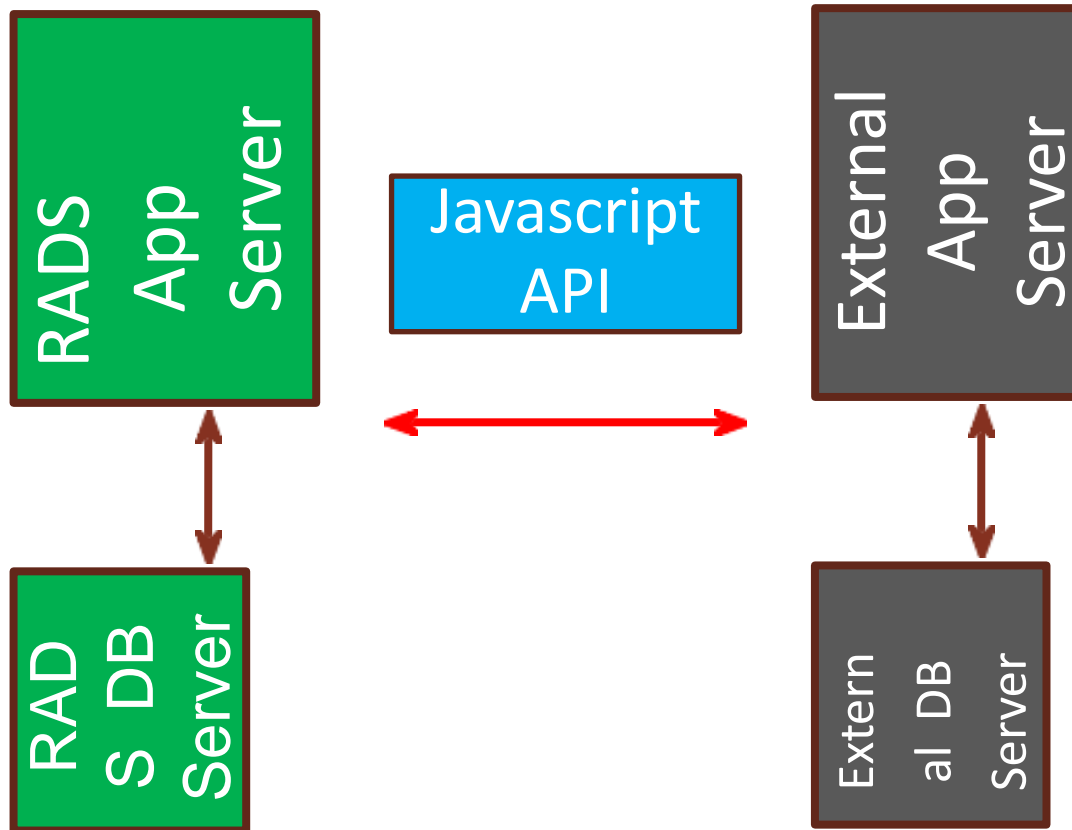 RADS
App
Server
Javascript
API
External
App
Server
RAD
S DB
Server
Extern
al DB
Server